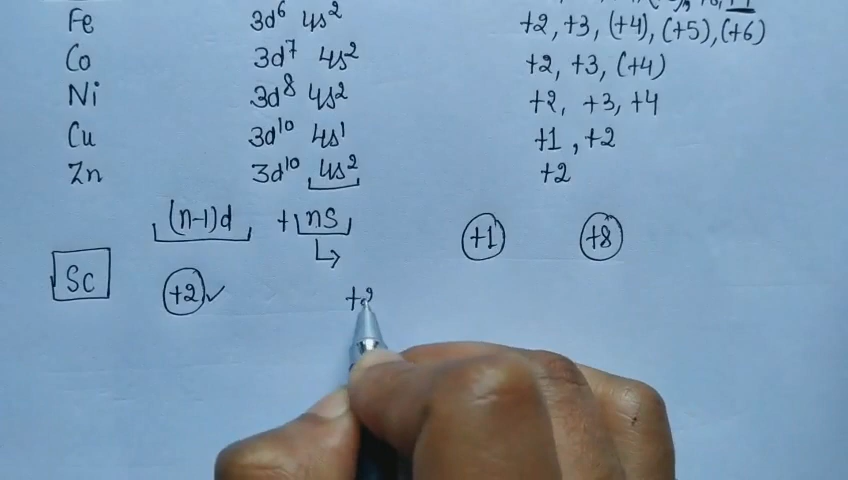 Fe 3d⁶ 4s² +2, +3, (+4), (+5), (+6)
Co 3d⁷ 4s² +2, +3, (+4)
Ni 3d⁸ 4s² +2, +3, +4
Cu 3d¹⁰ 4s¹ +1, +2
Zn 3d¹⁰ 4s² +2
(n-1)d + ns +1 +8
Sc +2 ✓